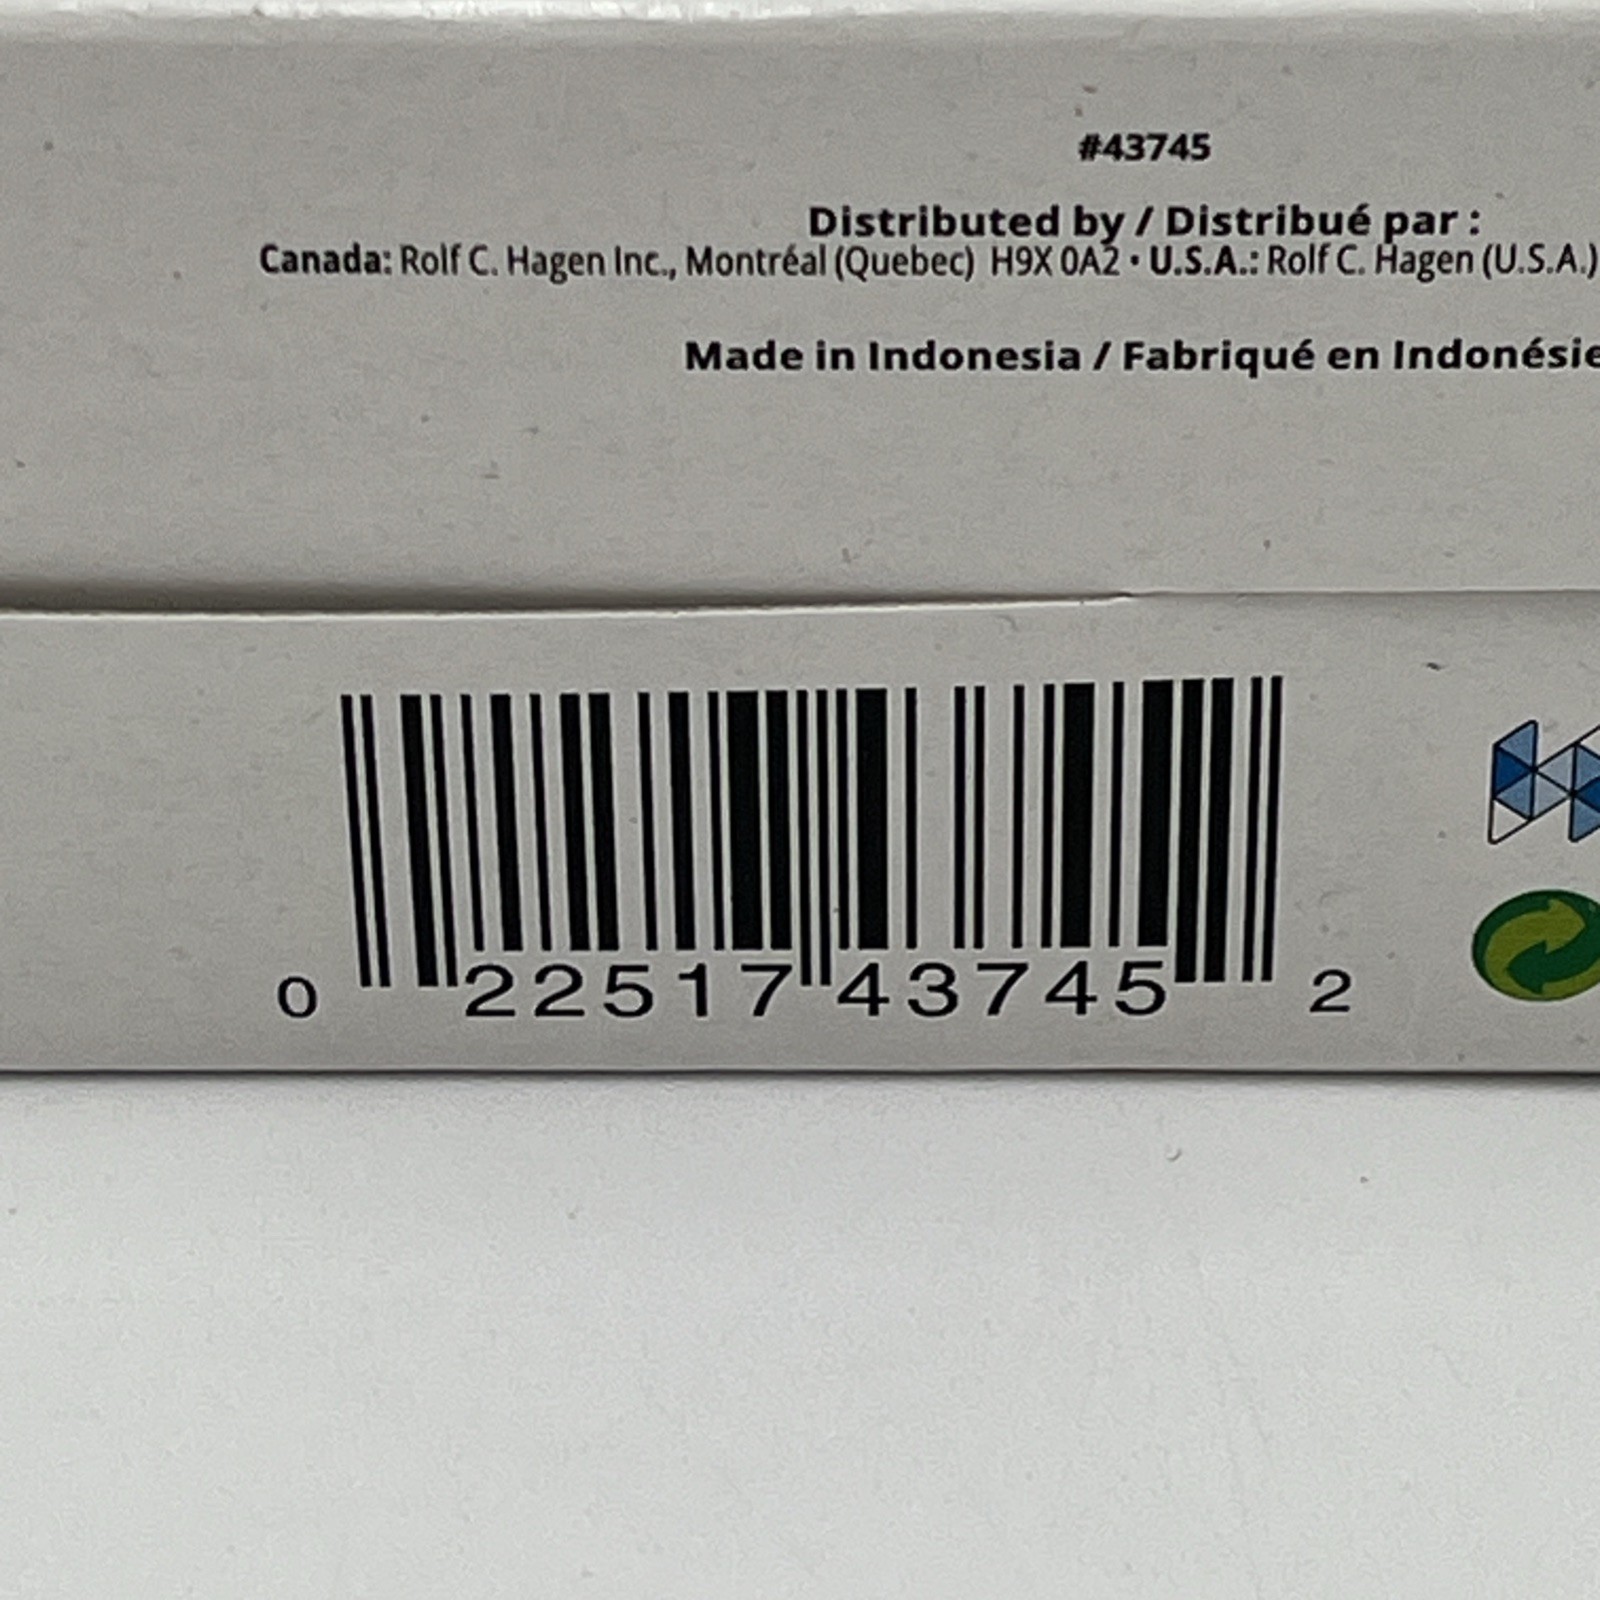 #43745
Distributed by / Distribué par :
Canada: Rolf C. Hagen Inc., Montréal (Quebec) H9X 0A2 • U.S.A.: Rolf C. Hagen (U.S.A.)
Made in Indonesia / Fabriqué en Indonésie
0 22517 43745 2